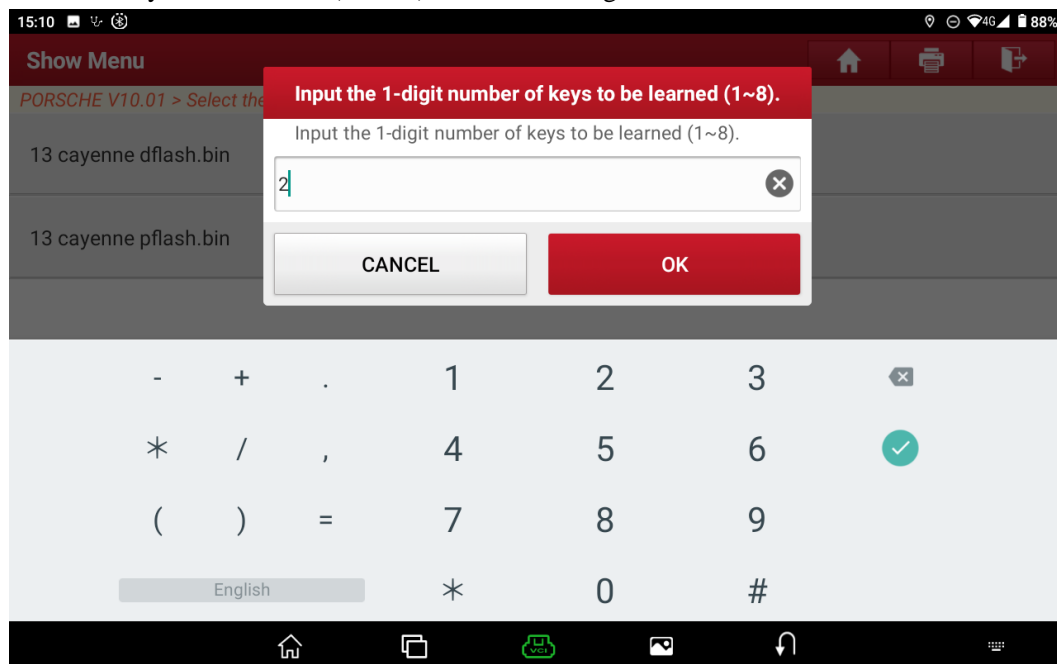 15:10 4G 88%
Show Menu
PORSCHE V10.01 > Select the
Input the 1-digit number of keys to be learned (1~8).
Input the 1-digit number of keys to be learned (1~8).
13 cayenne dflash.bin
2
13 cayenne pflash.bin
CANCEL OK
- + . 1 2 3
* / , 4 5 6
( ) = 7 8 9
English * 0 #
VCI